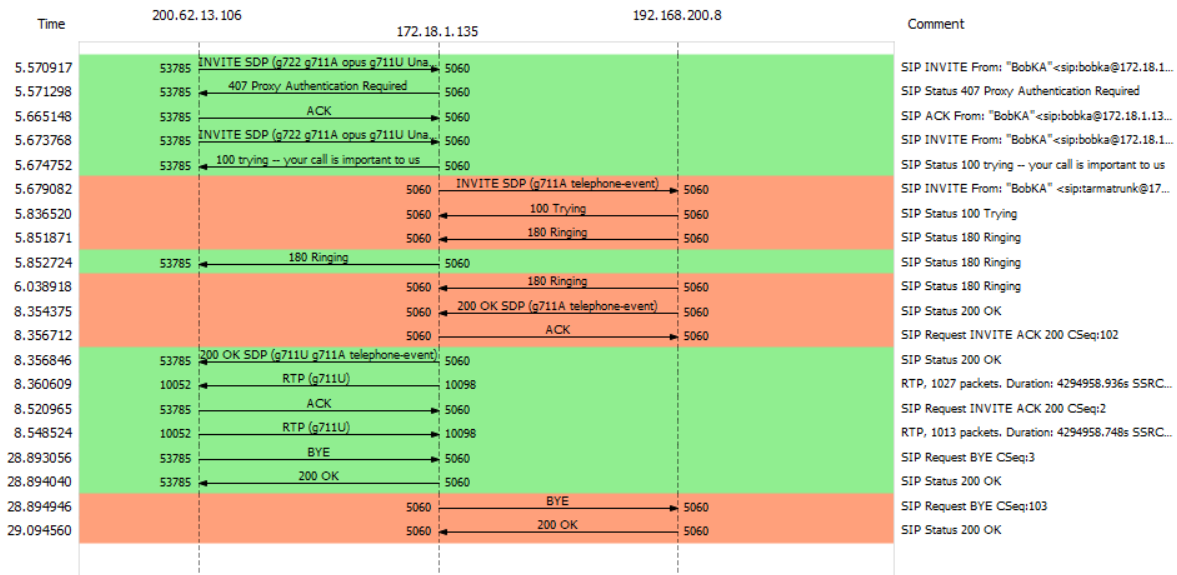 Time 200.62.13.106 172.18.1.135 192.168.200.8 Comment
5.570917 53785 INVITE SDP (g722 g711A opus g711U Una... 5060 SIP INVITE From: "BobKA"<sip:bobka@172.18.1...
5.571298 53785 407 Proxy Authentication Required 5060 SIP Status 407 Proxy Authentication Required
5.665148 53785 ACK 5060 SIP ACK From: "BobKA"<sip:bobka@172.18.1.13...
5.673768 53785 INVITE SDP (g722 g711A opus g711U Una... 5060 SIP INVITE From: "BobKA"<sip:bobka@172.18.1...
5.674752 53785 100 trying -- your call is important to us 5060 SIP Status 100 trying -- your call is important to us
5.679082 5060 INVITE SDP (g711A telephone-event) 5060 SIP INVITE From: "BobKA" <sip:tarmatrunk@17...
5.836520 5060 100 Trying 5060 SIP Status 100 Trying
5.851871 5060 180 Ringing 5060 SIP Status 180 Ringing
5.852724 53785 180 Ringing 5060 SIP Status 180 Ringing
6.038918 5060 180 Ringing 5060 SIP Status 180 Ringing
8.354375 5060 200 OK SDP (g711A telephone-event) 5060 SIP Status 200 OK
8.356712 5060 ACK 5060 SIP Request INVITE ACK 200 CSeq:102
8.356846 53785 200 OK SDP (g711U g711A telephone-event) 5060 SIP Status 200 OK
8.360609 10052 RTP (g711U) 10098 RTP, 1027 packets. Duration: 4294958.936s SSRC...
8.520965 53785 ACK 5060 SIP Request INVITE ACK 200 CSeq:2
8.548524 10052 RTP (g711U) 10098 RTP, 1013 packets. Duration: 4294958.748s SSRC...
28.893056 53785 BYE 5060 SIP Request BYE CSeq:3
28.894040 53785 200 OK 5060 SIP Status 200 OK
28.894946 5060 BYE 5060 SIP Request BYE CSeq:103
29.094560 5060 200 OK 5060 SIP Status 200 OK